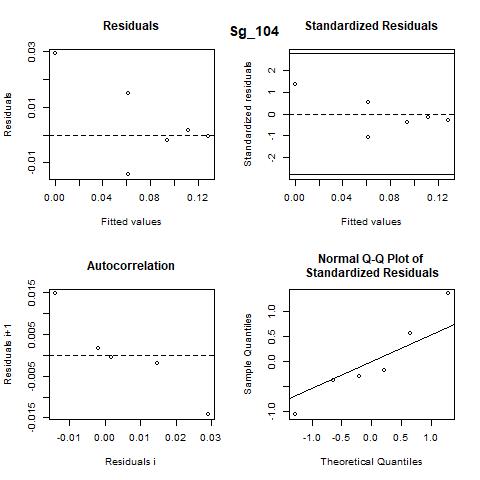 Sg_104
Residuals
Residuals
-0.01
0.01
0.03
0.00
0.04
0.08
0.12
Fitted values
Standardized Residuals
Standardized residuals
-2
-1
0
1
2
0.00
0.04
0.08
0.12
Fitted values
Autocorrelation
Residuals i+1
-0.015
-0.005
0.005
0.015
-0.01
0.00
0.01
0.02
0.03
Residuals i
Normal Q-Q Plot of
Standardized Residuals
Sample Quantiles
-1.0
0.0
0.5
1.0
-1.0
0.0
0.5
1.0
Theoretical Quantiles